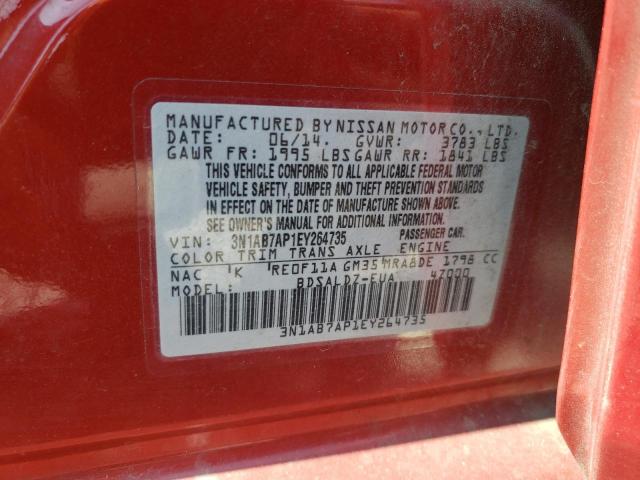 MANUFACTURED BY NISSAN MOTOR CO., LTD.
DATE: 06/14. GVWR: 3783 LBS
GAWR FR: 1995 LBS GAWR RR: 1841 LBS
THIS VEHICLE CONFORMS TO ALL APPLICABLE FEDERAL MOTOR
VEHICLE SAFETY, BUMPER AND THEFT PREVENTION STANDARDS
IN EFFECT ON THE DATE OF MANUFACTURE SHOWN ABOVE.
SEE OWNER'S MANUAL FOR ADDITIONAL INFORMATION.
VIN: 3N1AB7AP1EY264735 PASSENGER CAR.
COLOR TRIM TRANS AXLE ENGINE
NAC K RE0F11A GM35 MRA8DE 1798 CC
MODEL: BDSALDZ-EUA 4Z000
3N1AB7AP1EY264735